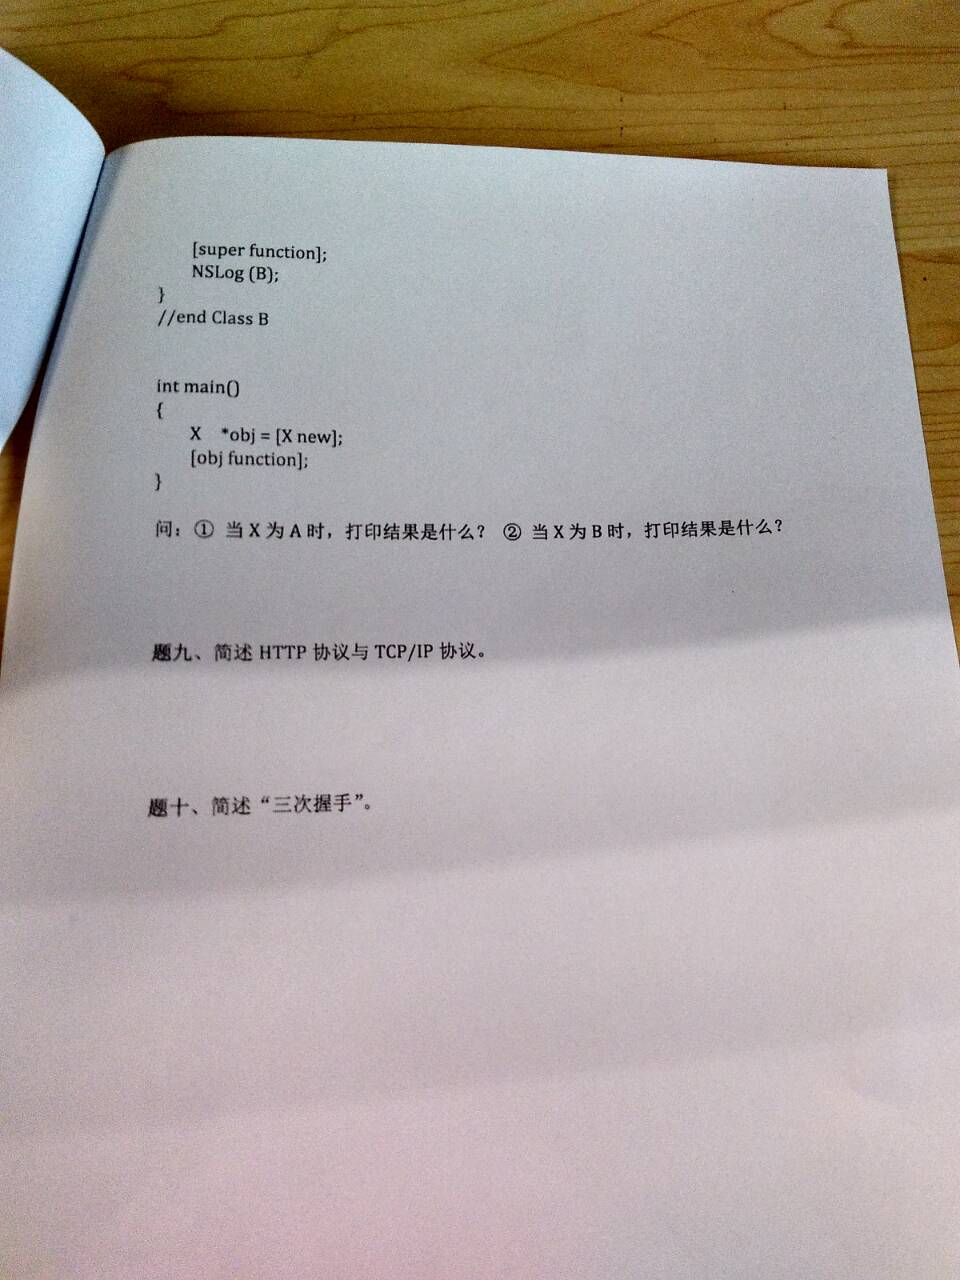 [super function];
NSLog (B);
}
//end Class B
int main()
{
X *obj = [X new];
[obj function];
}
问：① 当 X 为 A 时，打印结果是什么？ ② 当 X 为 B 时，打印结果是什么？
题九、简述 HTTP 协议与 TCP/IP 协议。
题十、简述“三次握手”。